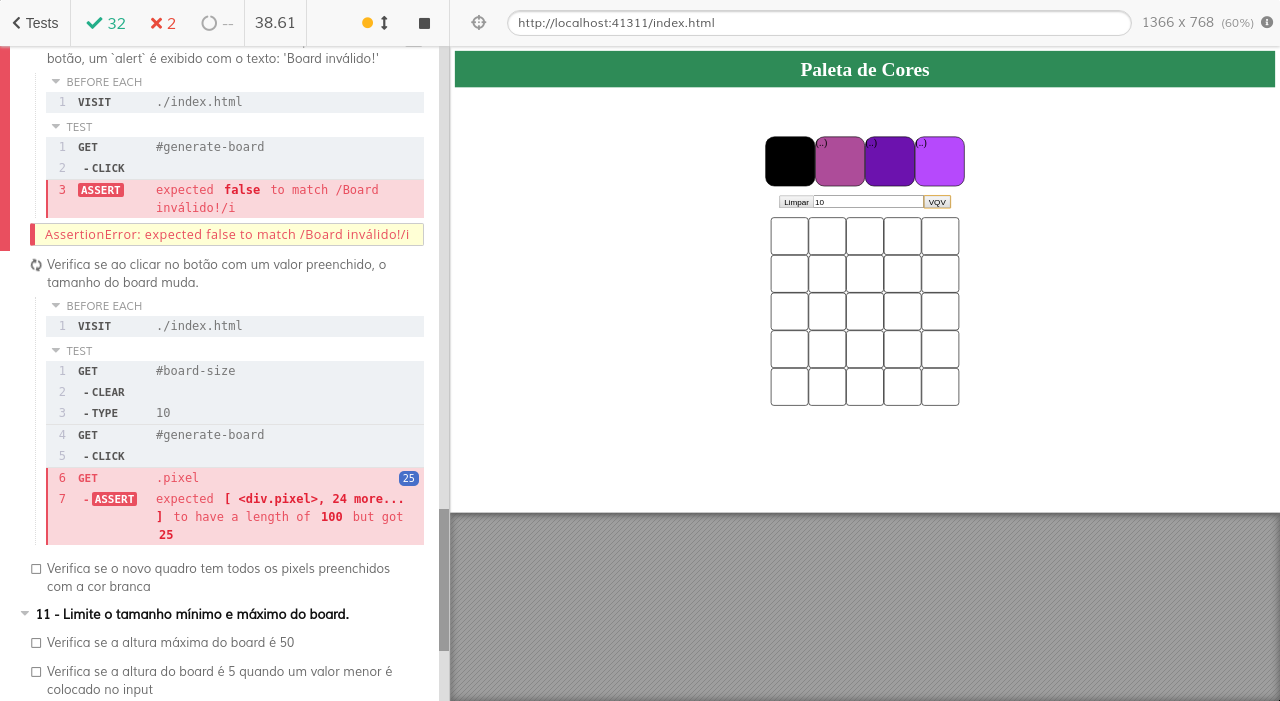 Tests 32 2 -- 38.61
http://localhost:41311/index.html 1366 x 768 (60%)
botão, um `alert` é exibido com o texto: 'Board inválido!'
BEFORE EACH
1 VISIT ./index.html
TEST
1 GET #generate-board
2 - CLICK
3 ASSERT expected false to match /Board
inválido!/i
AssertionError: expected false to match /Board inválido!/i
Verifica se ao clicar no botão com um valor preenchido, o
tamanho do board muda.
BEFORE EACH
1 VISIT ./index.html
TEST
1 GET #board-size
2 - CLEAR
3 - TYPE 10
4 GET #generate-board
5 - CLICK
6 GET .pixel 25
7 - ASSERT expected [ <div.pixel>, 24 more...
] to have a length of 100 but got
25
Verifica se o novo quadro tem todos os pixels preenchidos
com a cor branca
11 - Limite o tamanho mínimo e máximo do board.
Verifica se a altura máxima do board é 50
Verifica se a altura do board é 5 quando um valor menor é
colocado no input
Paleta de Cores
(..) (..) (..)
Limpar 10 VQV